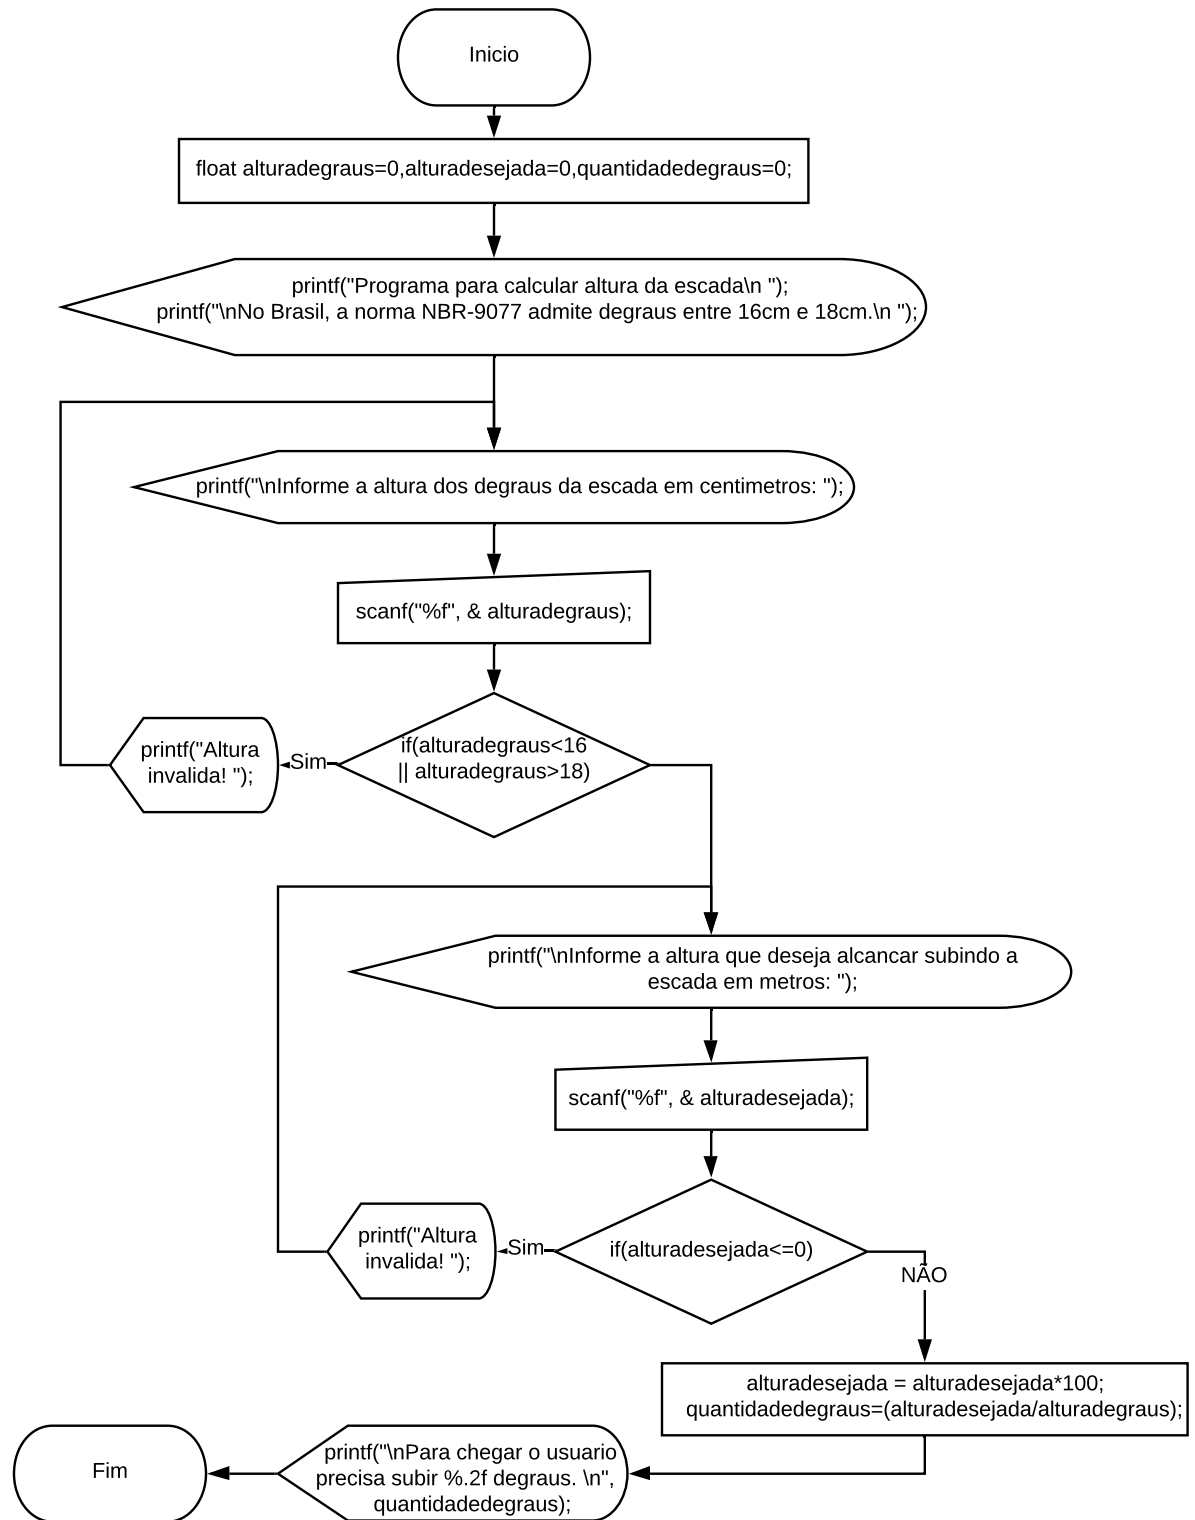 Inicio
float alturadegraus=0,alturadesejada=0,quantidadedegraus=0;
printf("Programa para calcular altura da escada\n ");
printf("\nNo Brasil, a norma NBR-9077 admite degraus entre 16cm e 18cm.\n ");
printf("\nInforme a altura dos degraus da escada em centimetros: ");
scanf("%f", & alturadegraus);
if(alturadegraus<16
|| alturadegraus>18)
Sim
printf("Altura
invalida! ");
printf("\nInforme a altura que deseja alcancar subindo a
escada em metros: ");
scanf("%f", & alturadesejada);
if(alturadesejada<=0)
Sim
printf("Altura
invalida! ");
NÃO
alturadesejada = alturadesejada*100;
quantidadedegraus=(alturadesejada/alturadegraus);
printf("\nPara chegar o usuario
precisa subir %.2f degraus. \n",
quantidadedegraus);
Fim